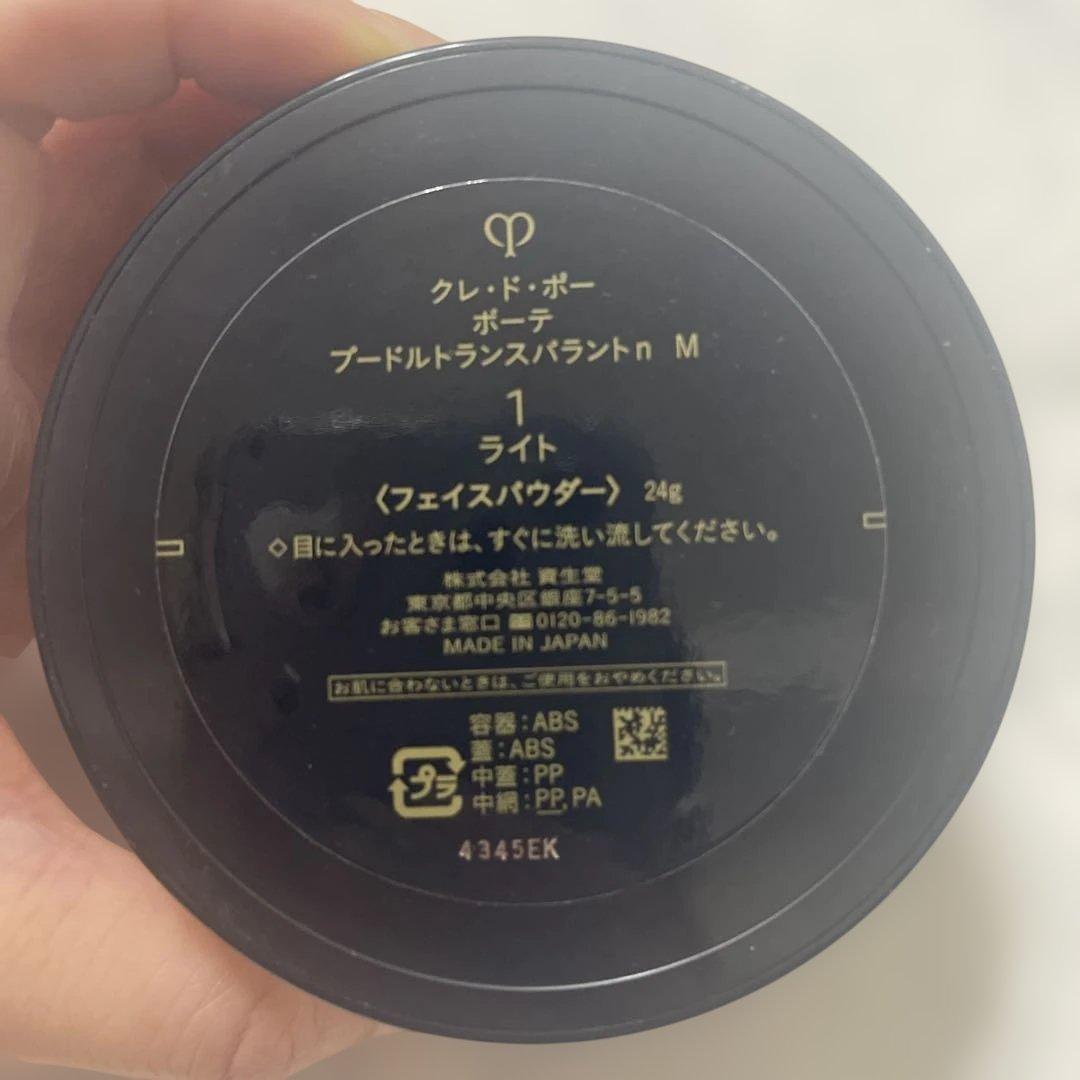 クレ・ド・ポー
ボーテ
プードルトランスパラントn M
1
ライト
〈フェイスパウダー〉 24g
◇目に入ったときは、すぐに洗い流してください。
株式会社 資生堂
東京都中央区銀座7-5-5
お客さま窓口 0120-86-1982
MADE IN JAPAN
お肌に合わないときは、ご使用をおやめください。
容器:ABS
蓋:ABS
中蓋:PP
中網:PP,PA
プラ
4345EK